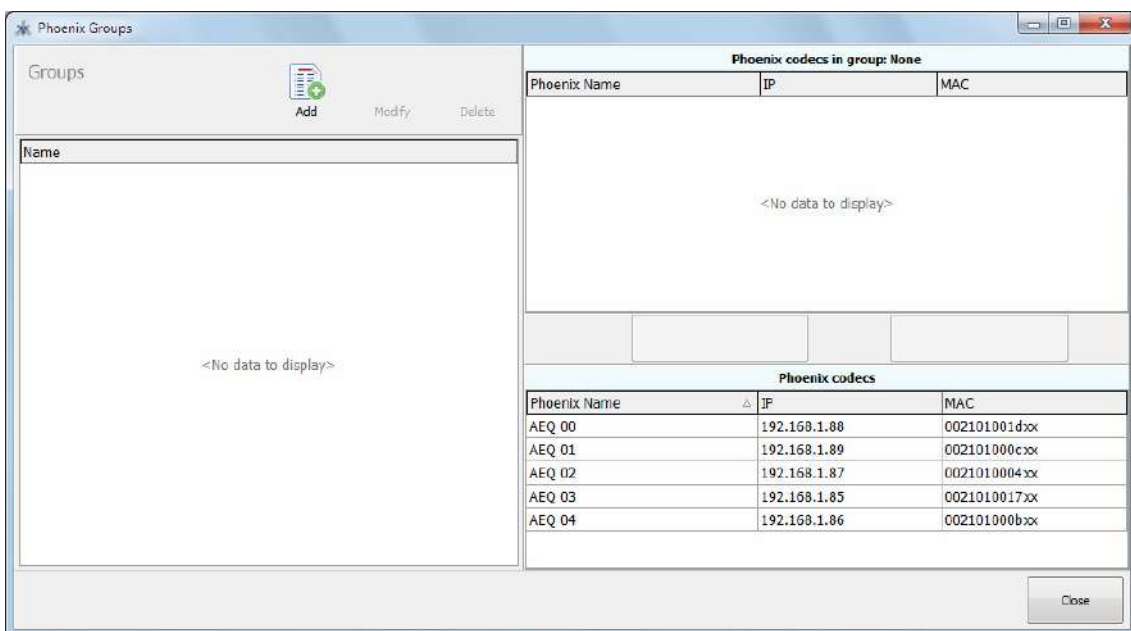 Phoenix Groups
Groups
Add Modify Delete
Name
<No data to display>
Phoenix codecs in group: None
Phoenix Name IP MAC
<No data to display>
Phoenix codecs
Phoenix Name IP MAC
AEQ 00 192.168.1.88 002101001dxx
AEQ 01 192.168.1.89 002101000cxx
AEQ 02 192.168.1.87 0021010004xx
AEQ 03 192.168.1.85 0021010017xx
AEQ 04 192.168.1.86 002101000bxx
Close